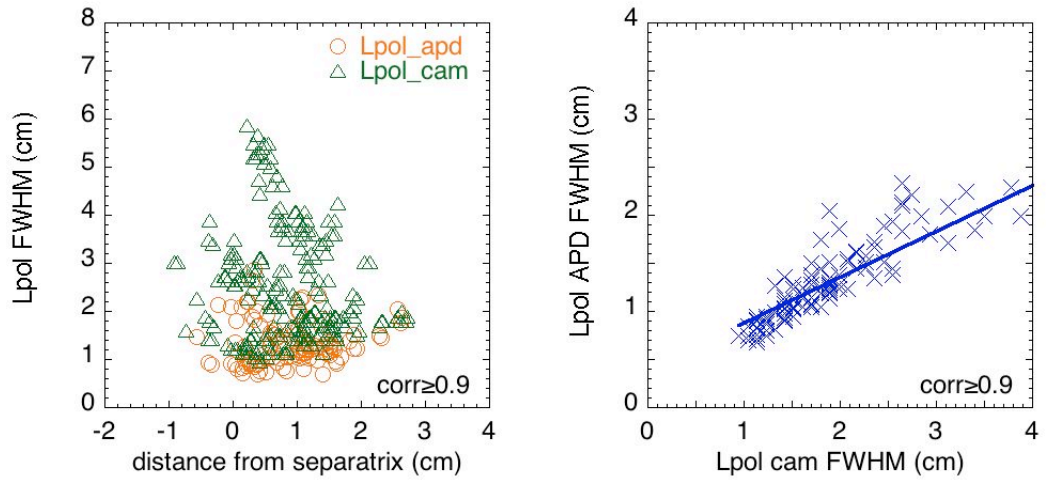 8
7
6
5
4
3
2
1
0
Lpol FWHM (cm)
Lpol_apd
Lpol_cam
corr≥0.9
-2 -1 0 1 2 3 4
distance from separatrix (cm)
4
3
2
1
0
Lpol APD FWHM (cm)
corr≥0.9
0 1 2 3 4
Lpol cam FWHM (cm)